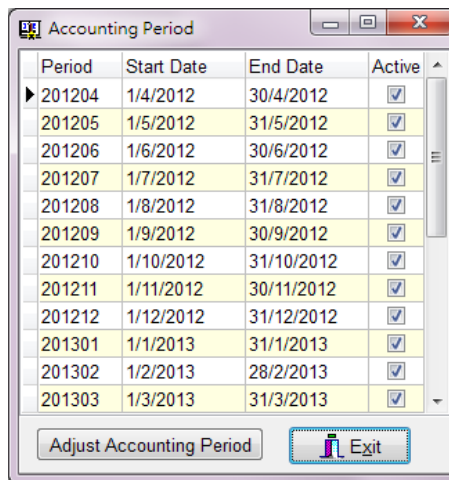 Accounting Period
Period Start Date End Date Active
201204 1/4/2012 30/4/2012
201205 1/5/2012 31/5/2012
201206 1/6/2012 30/6/2012
201207 1/7/2012 31/7/2012
201208 1/8/2012 31/8/2012
201209 1/9/2012 30/9/2012
201210 1/10/2012 31/10/2012
201211 1/11/2012 30/11/2012
201212 1/12/2012 31/12/2012
201301 1/1/2013 31/1/2013
201302 1/2/2013 28/2/2013
201303 1/3/2013 31/3/2013
Adjust Accounting Period Exit